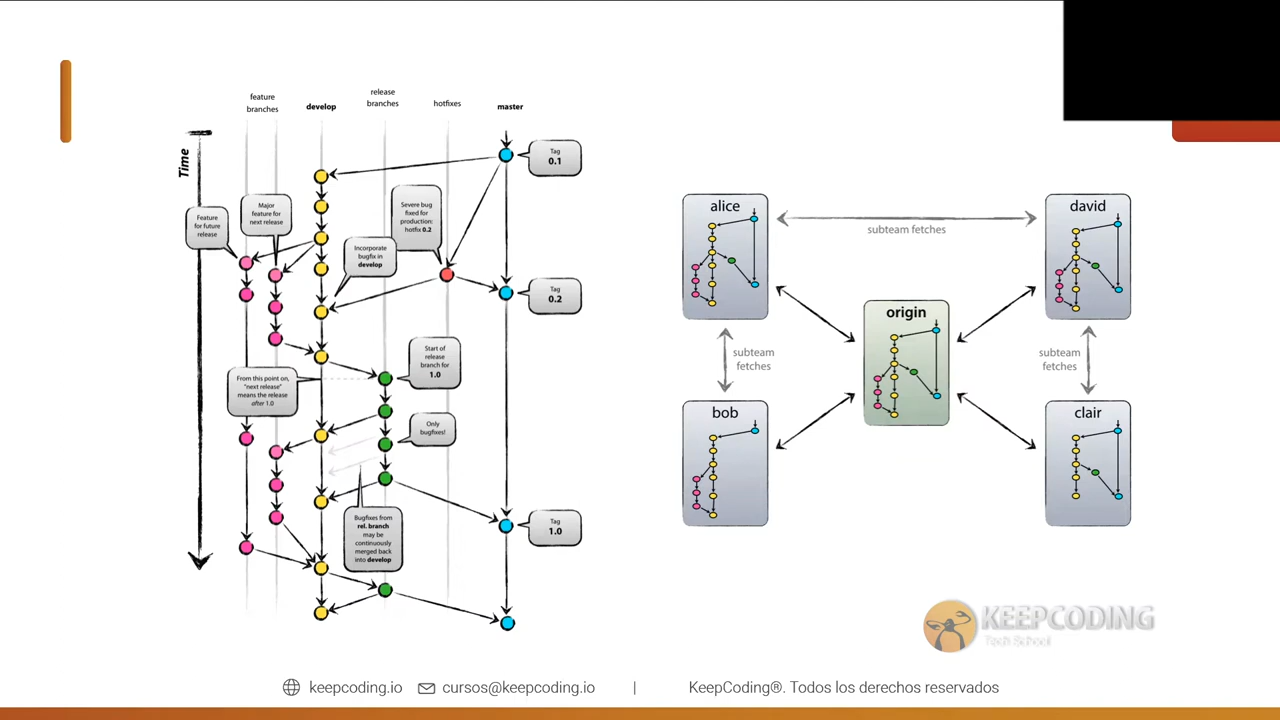 feature
branches
develop
release
branches
hotfixes
master
Time
Tag
0.1
Feature
for future
release
Major
feature for
next release
Severe bug
fixed for
production:
hotfix 0.2
Incorporate
bugfix in
develop
Tag
0.2
Start of
release
branch for
1.0
From this point on,
"next release"
means the release
after 1.0
Only
bugfixes!
Bugfixes from
rel. branch
may be
continuously
merged back
into develop
Tag
1.0
alice
david
subteam fetches
origin
subteam
fetches
subteam
fetches
bob
clair
KEEPCODING
Tech School
keepcoding.io
cursos@keepcoding.io
|
KeepCoding®. Todos los derechos reservados